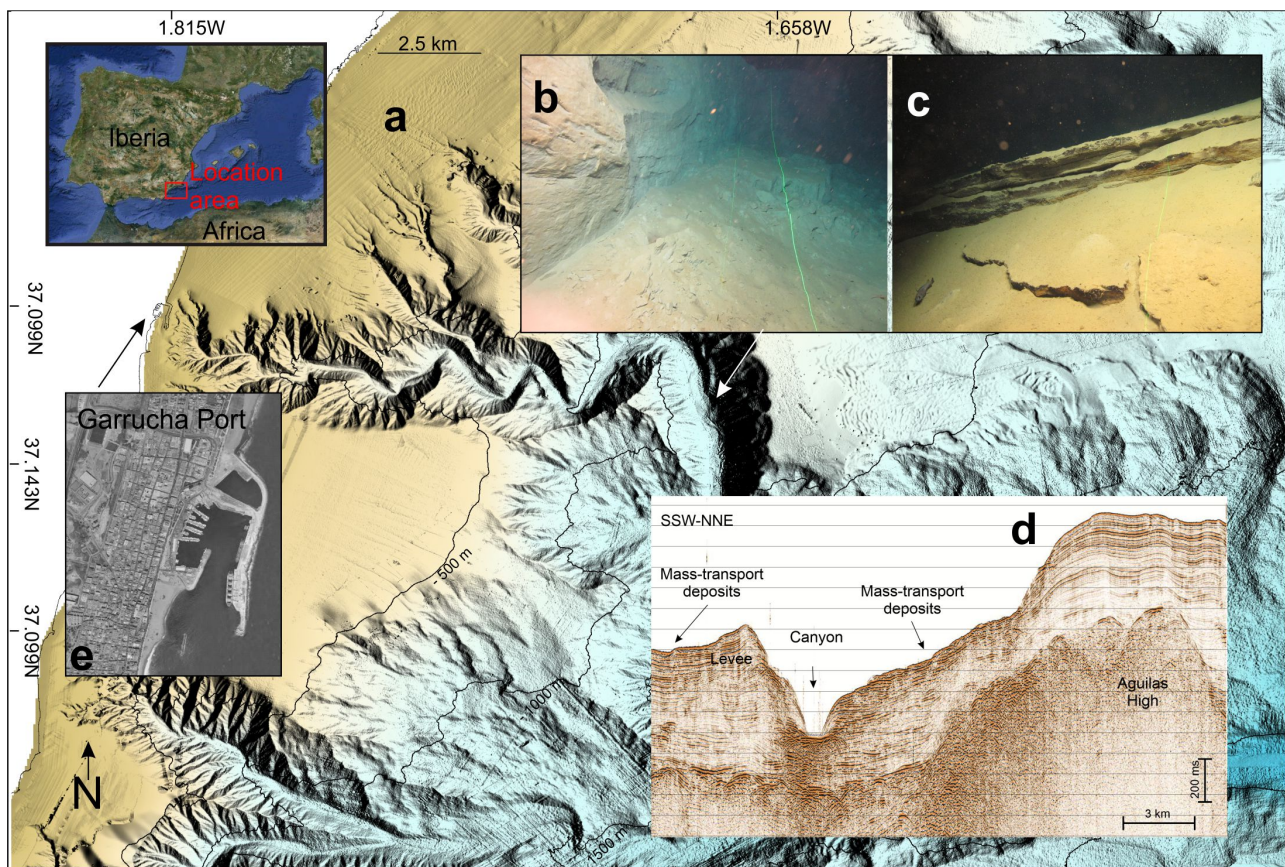 1.815W
1.658W
2.5 km
a
b
c
Iberia
Location
area
Africa
37.099N
Garrucha Port
37.143N
e
37.099N
- 500 m
- 1000 m
- 1500 m
N
SSW-NNE
d
Mass-transport
deposits
Mass-transport
deposits
Canyon
Levee
Aguilas
High
200 ms
3 km